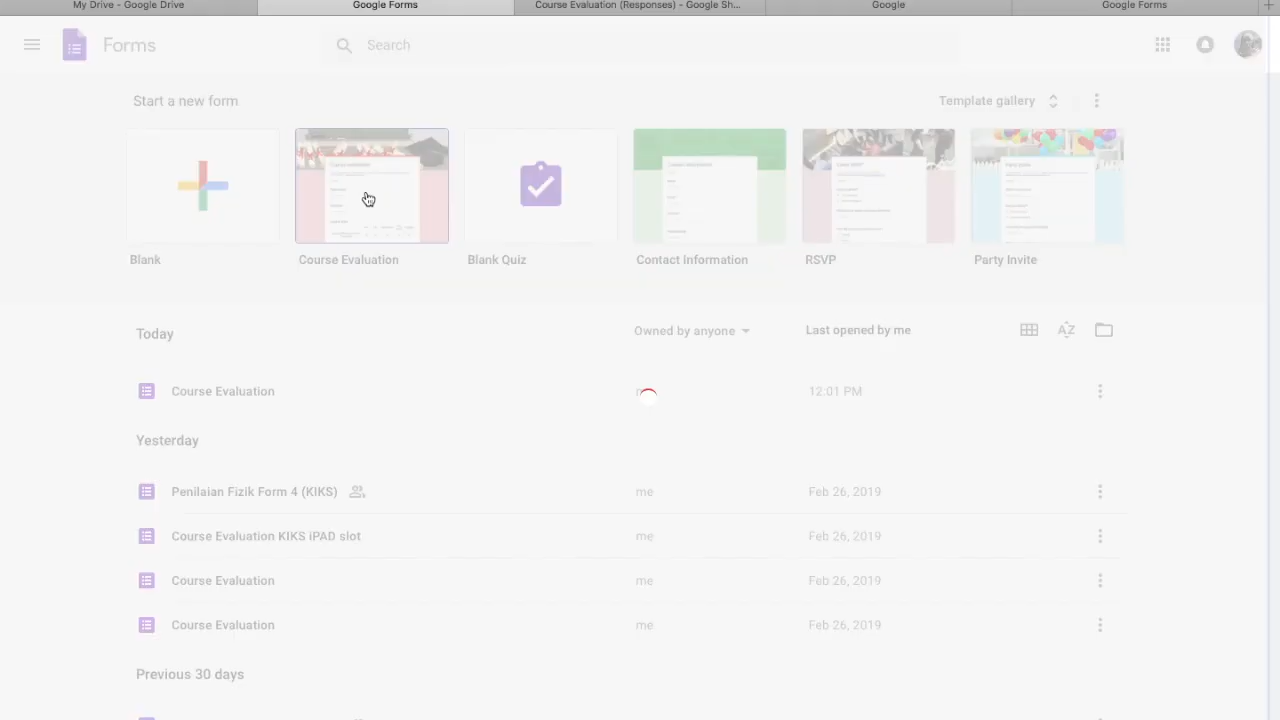 My Drive - Google Drive
Google Forms
Course Evaluation (Responses) - Google Sh...
Google
Google Forms
Forms
Search
Start a new form
Template gallery
Blank
Course Evaluation
Blank Quiz
Contact Information
RSVP
Party Invite
Today
Owned by anyone
Last opened by me
AZ
Course Evaluation
12:01 PM
Yesterday
Penilaian Fizik Form 4 (KIKS)
me
Feb 26, 2019
Course Evaluation KIKS iPAD slot
me
Feb 26, 2019
Course Evaluation
me
Feb 26, 2019
Course Evaluation
me
Feb 26, 2019
Previous 30 days